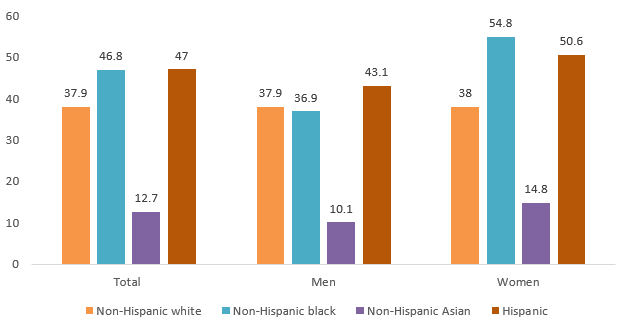 60
50
40
30
20
10
0
37.9
46.8
12.7
47
37.9
36.9
10.1
43.1
38
54.8
14.8
50.6
Total
Men
Women
Non-Hispanic white
Non-Hispanic black
Non-Hispanic Asian
Hispanic